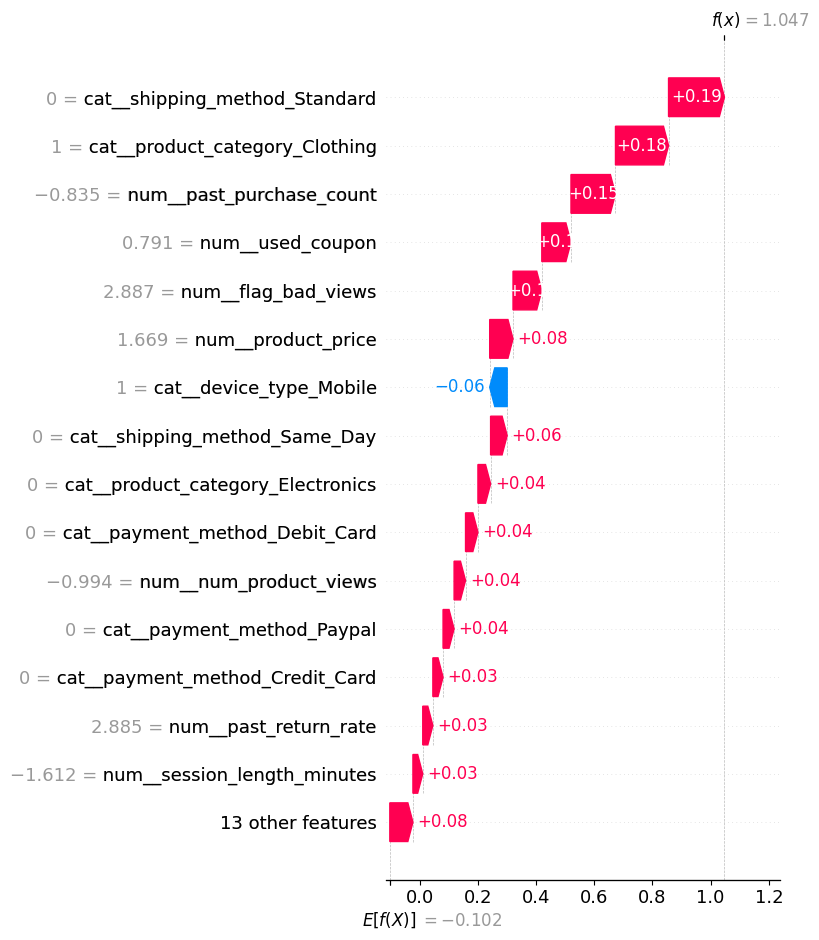 f(x) = 1.047
0 = cat__shipping_method_Standard +0.19
1 = cat__product_category_Clothing +0.18
−0.835 = num__past_purchase_count +0.15
0.791 = num__used_coupon +0.1
2.887 = num__flag_bad_views +0.1
1.669 = num__product_price +0.08
1 = cat__device_type_Mobile −0.06
0 = cat__shipping_method_Same_Day +0.06
0 = cat__product_category_Electronics +0.04
0 = cat__payment_method_Debit_Card +0.04
−0.994 = num__num_product_views +0.04
0 = cat__payment_method_Paypal +0.04
0 = cat__payment_method_Credit_Card +0.03
2.885 = num__past_return_rate +0.03
−1.612 = num__session_length_minutes +0.03
13 other features +0.08
0.0 0.2 0.4 0.6 0.8 1.0 1.2
E[f(X)] = −0.102